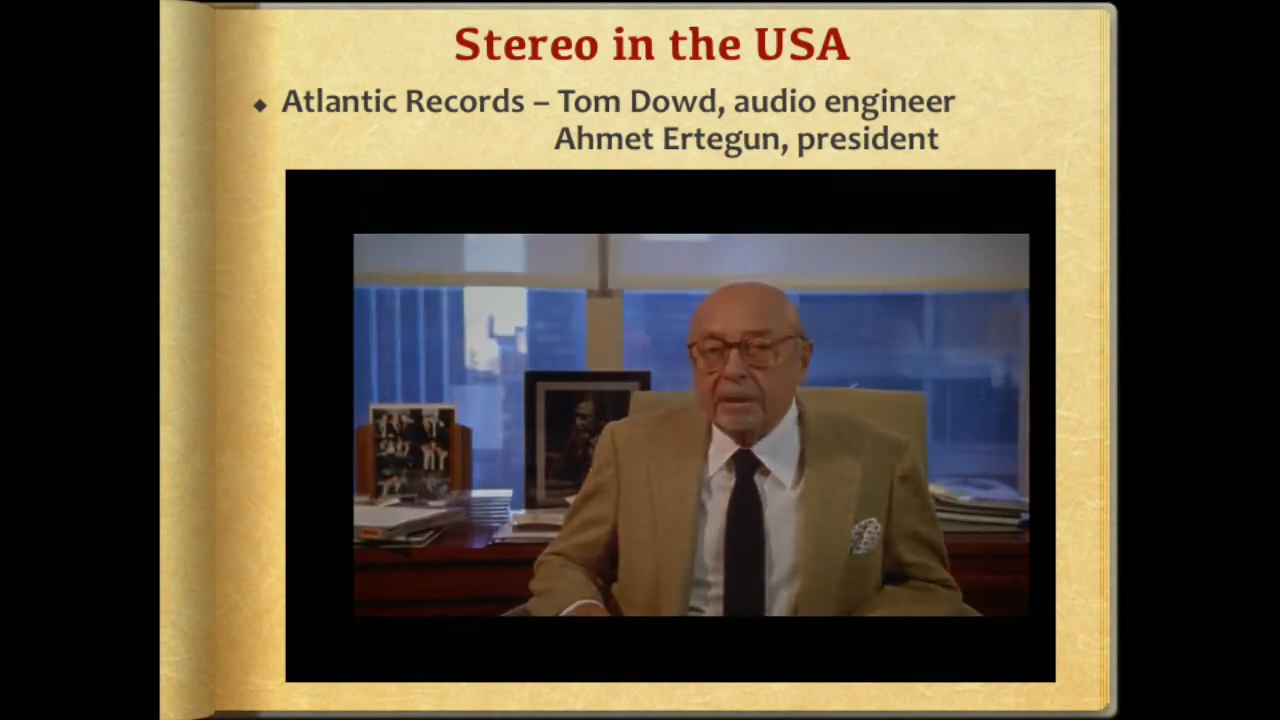 Stereo in the USA
◆ Atlantic Records – Tom Dowd, audio engineer
Ahmet Ertegun, president